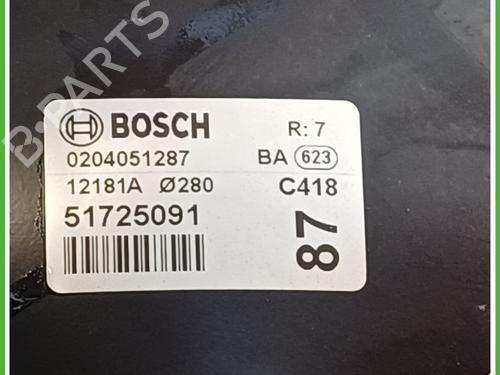 BOSCH R: 7
0204051287 BA 623
12181A Ø280 C418
51725091
87
B-PARTS